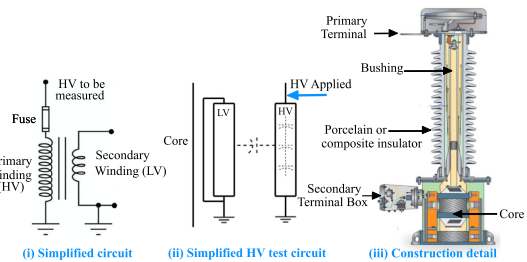 HV to be
measured
Fuse
rimary
nding
(HV)
Secondary
Winding (LV)
(i) Simplified circuit
HV Applied
LV
HV
Core
(ii) Simplified HV test circuit
Primary
Terminal
Bushing
Porcelain or
composite insulator
Secondary
Terminal Box
Core
(iii) Construction detail